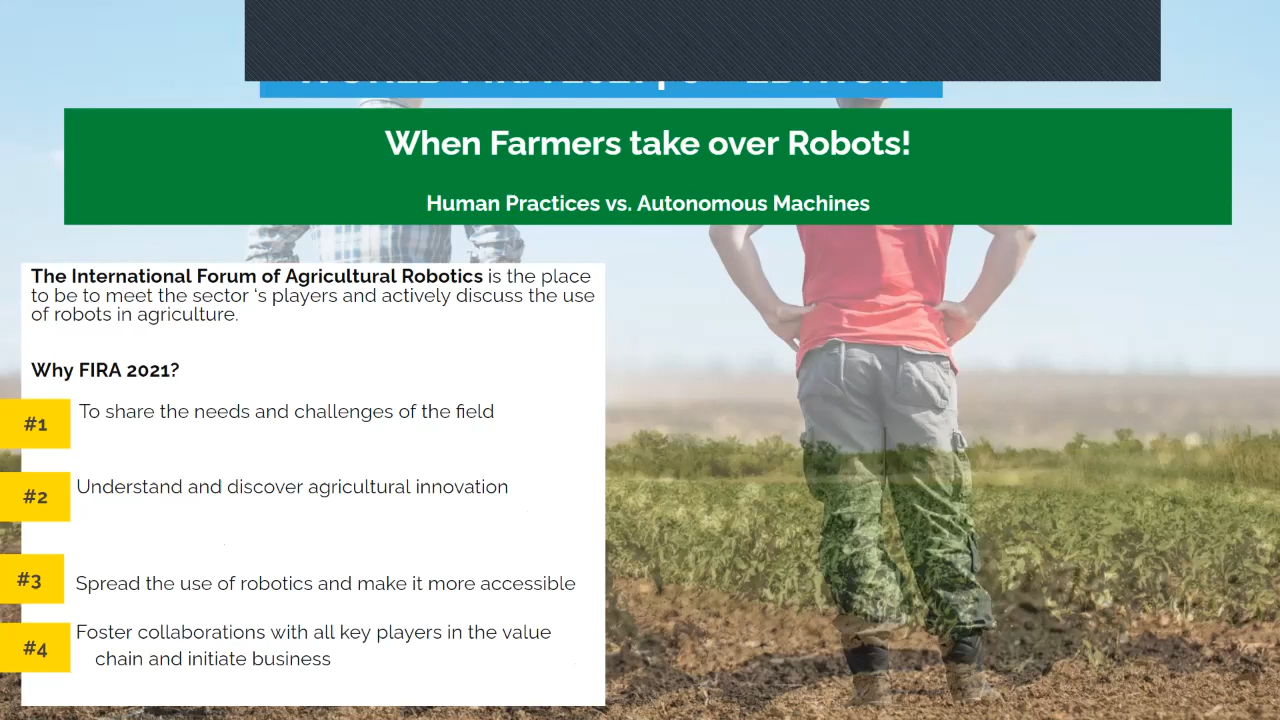 When Farmers take over Robots!
Human Practices vs. Autonomous Machines
The International Forum of Agricultural Robotics is the place
to be to meet the sector ‘s players and actively discuss the use
of robots in agriculture.
Why FIRA 2021?
#1 To share the needs and challenges of the field
#2 Understand and discover agricultural innovation
#3 Spread the use of robotics and make it more accessible
#4 Foster collaborations with all key players in the value
chain and initiate business